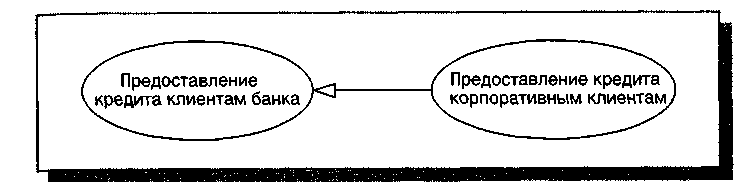 Предоставление
кредита клиентам банка
Предоставление кредита
корпоративным клиентам